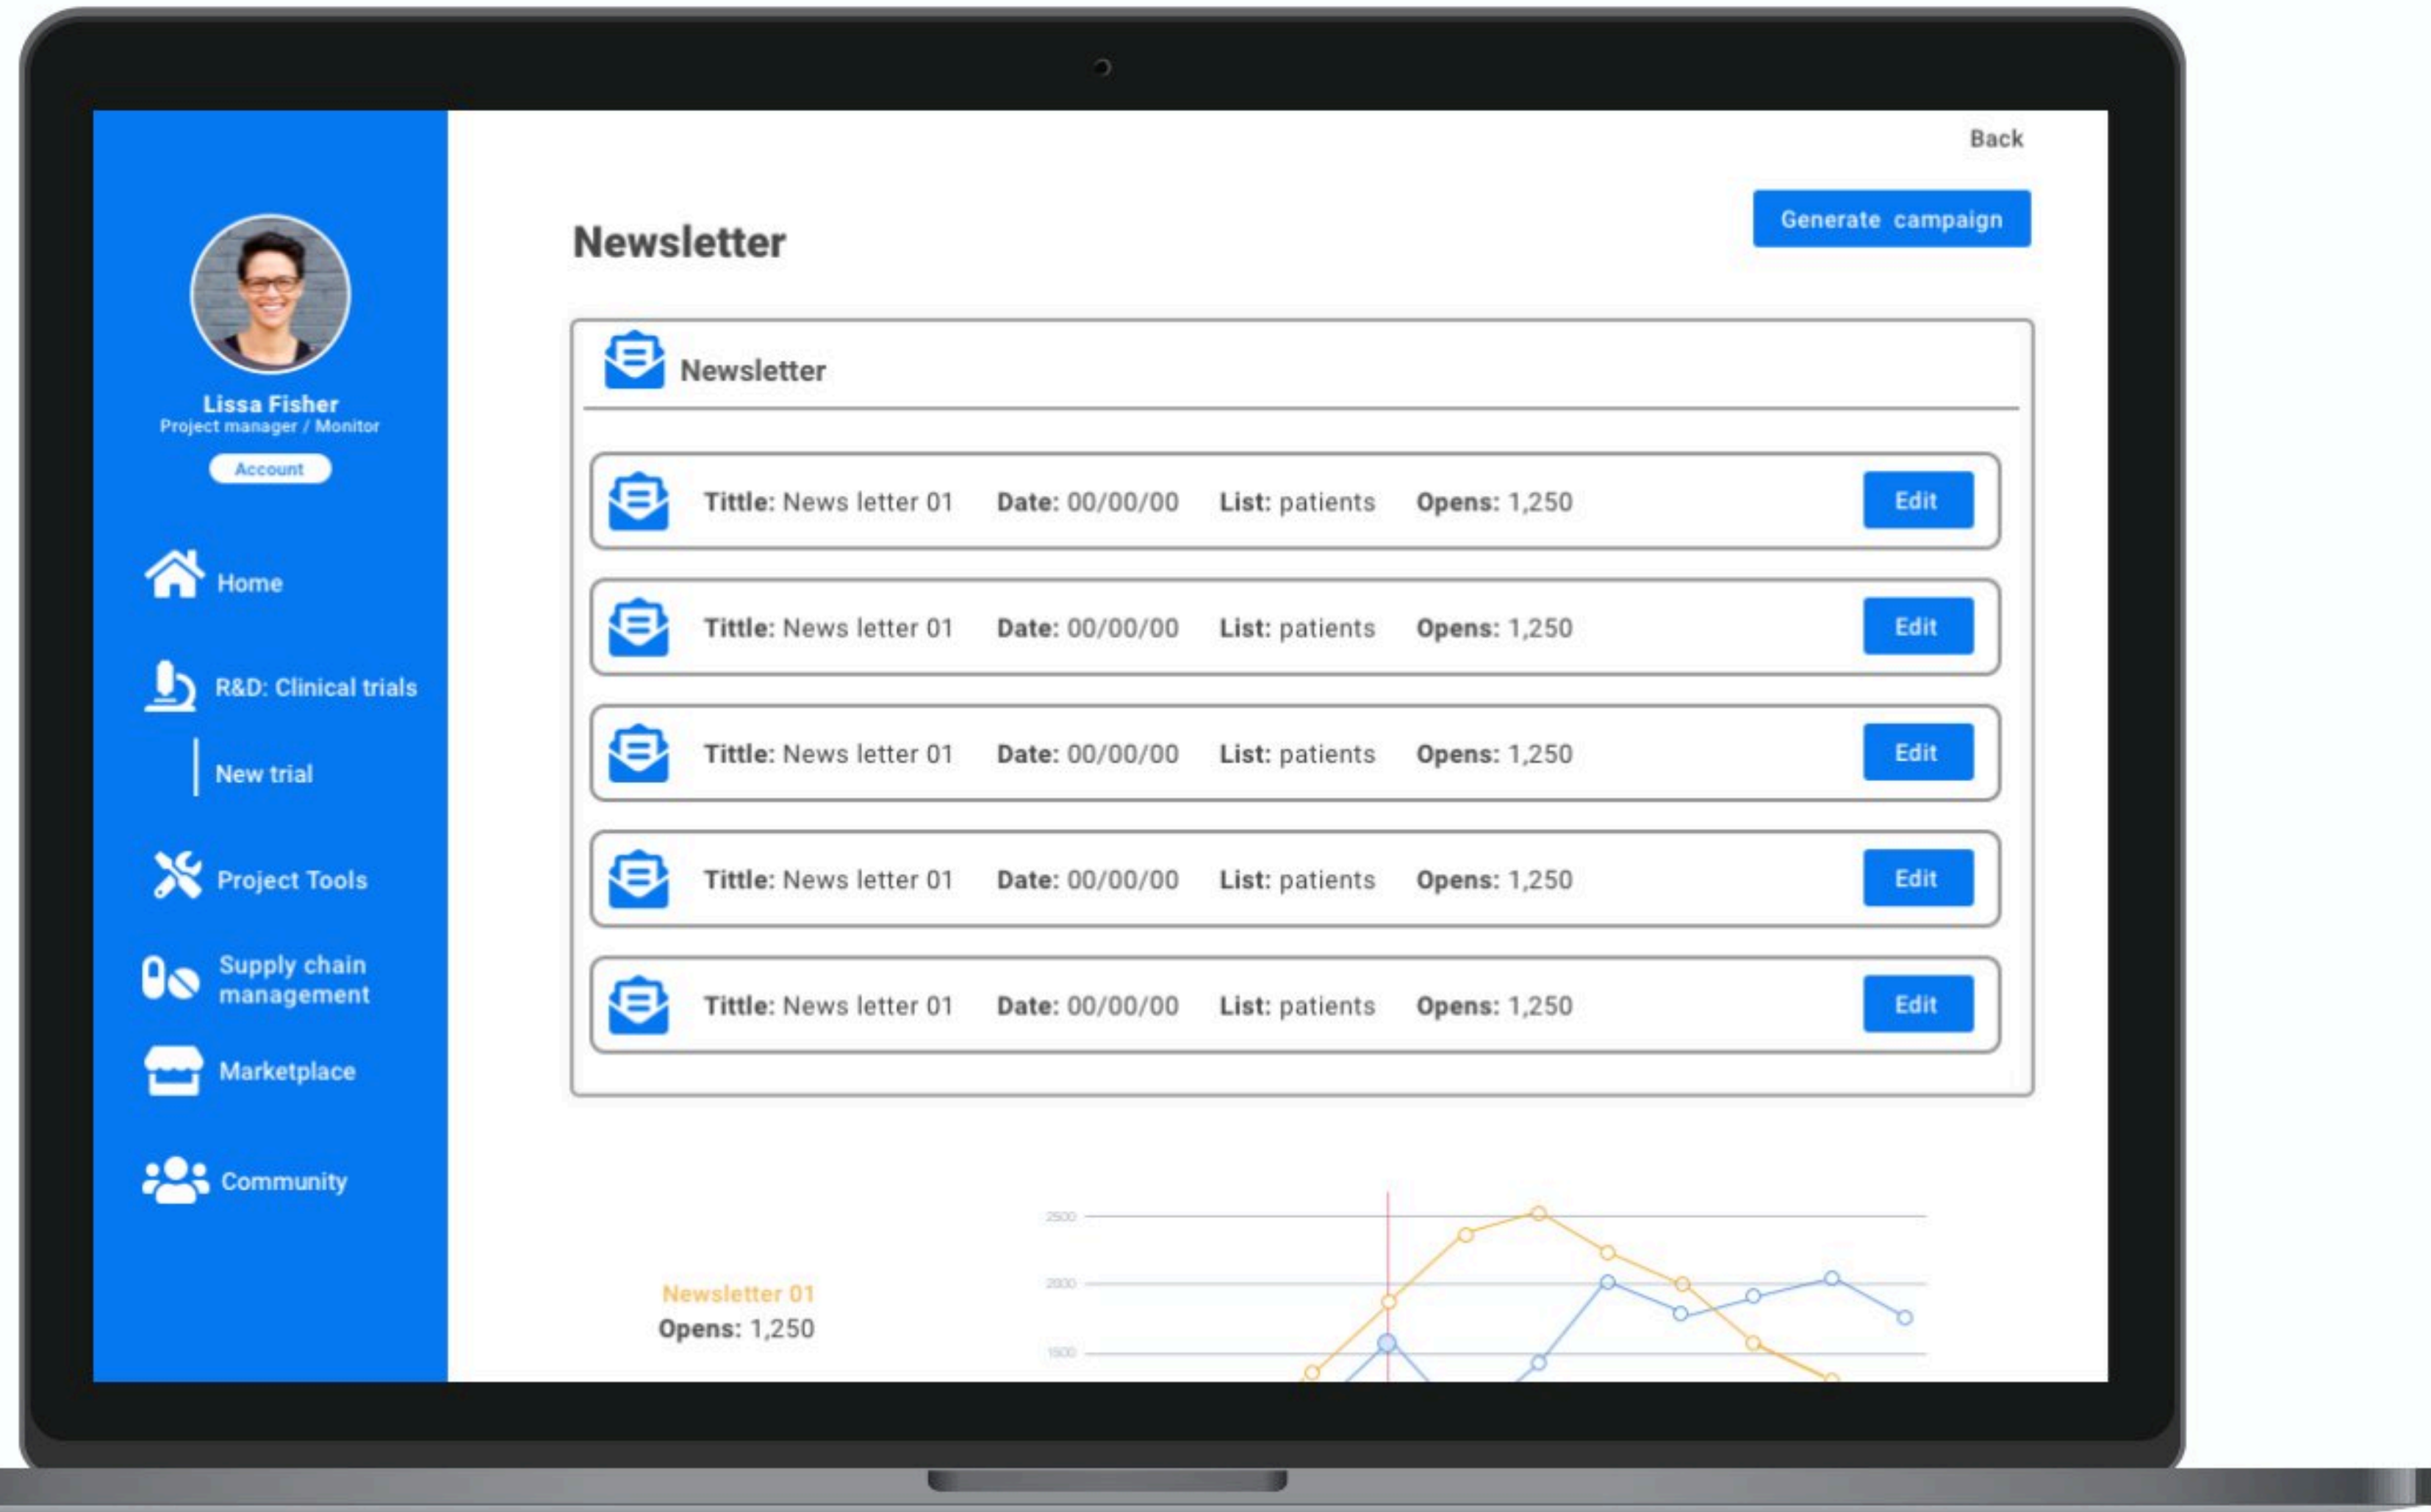 Back
Generate campaign
Newsletter
Lissa Fisher
Project manager / Monitor
Account
Home
R&D: Clinical trials
New trial
Project Tools
Supply chain
management
Marketplace
Community
Newsletter
Tittle: News letter 01 Date: 00/00/00 List: patients Opens: 1,250 Edit
Tittle: News letter 01 Date: 00/00/00 List: patients Opens: 1,250 Edit
Tittle: News letter 01 Date: 00/00/00 List: patients Opens: 1,250 Edit
Tittle: News letter 01 Date: 00/00/00 List: patients Opens: 1,250 Edit
Tittle: News letter 01 Date: 00/00/00 List: patients Opens: 1,250 Edit
Newsletter 01
Opens: 1,250
2500
2000
1500